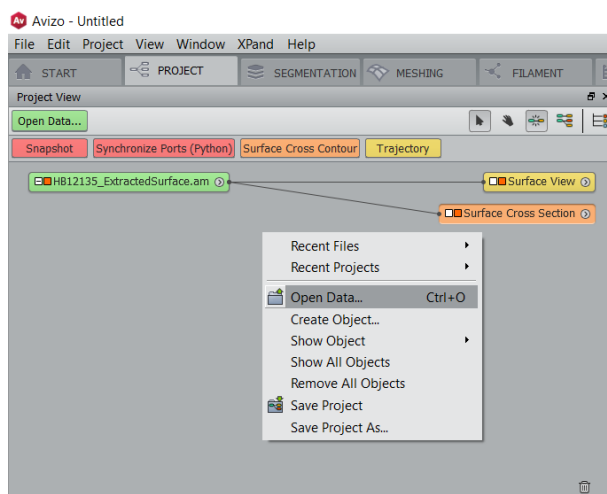 Avizo - Untitled
File Edit Project View Window XPand Help
START PROJECT SEGMENTATION MESHING FILAMENT
Project View
Open Data...
Snapshot Synchronize Ports (Python) Surface Cross Contour Trajectory
HB12135_ExtractedSurface.am Surface View
Surface Cross Section
Recent Files
Recent Projects
Open Data... Ctrl+O
Create Object...
Show Object
Show All Objects
Remove All Objects
Save Project
Save Project As...